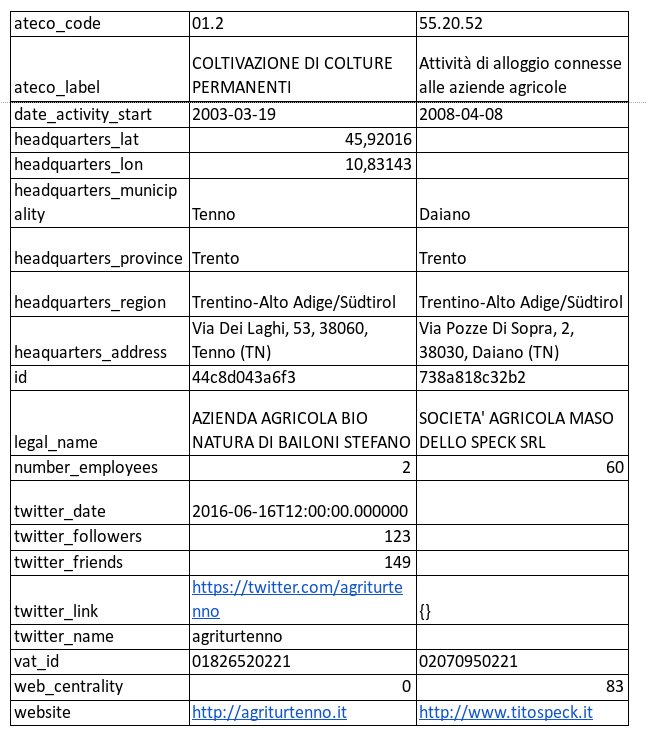 ateco_code 01.2 55.20.52
COLTIVAZIONE DI COLTURE Attività di alloggio connesse
ateco_label PERMANENTI alle aziende agricole
date_activity_start 2003-03-19 2008-04-08
headquarters_lat 45,92016
headquarters_lon 10,83143
headquarters_municip
ality Tenno Daiano
headquarters_province Trento Trento
headquarters_region Trentino-Alto Adige/Südtirol Trentino-Alto Adige/Südtirol
Via Dei Laghi, 53, 38060, Via Pozze Di Sopra, 2,
heaquarters_address Tenno (TN) 38030, Daiano (TN)
id 44c8d043a6f3 738a818c32b2
AZIENDA AGRICOLA BIO SOCIETA' AGRICOLA MASO
legal_name NATURA DI BAILONI STEFANO DELLO SPECK SRL
number_employees 2 60
twitter_date 2016-06-16T12:00:00.000000
twitter_followers 123
twitter_friends 149
https://twitter.com/agriturte
twitter_link nno {}
twitter_name agriturtenno
vat_id 01826520221 02070950221
web_centrality 0 83
website http://agriturtenno.it http://www.titospeck.it